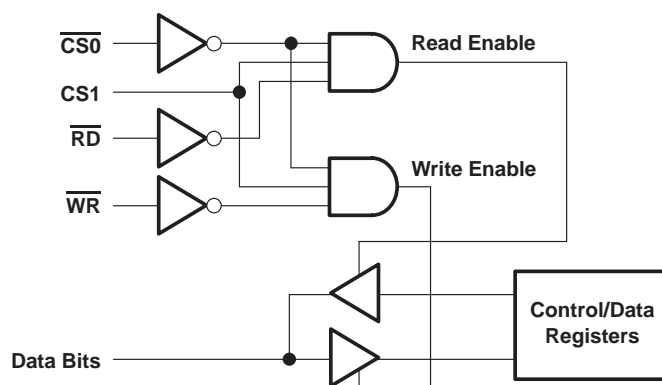 CS0
Read Enable
CS1
RD
Write Enable
WR
Control/Data
Registers
Data Bits